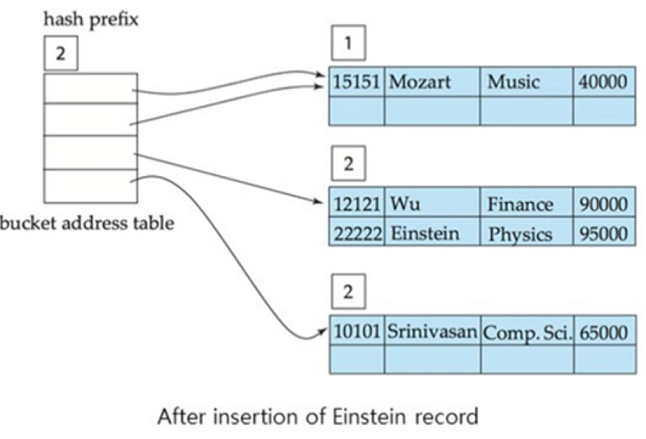 hash prefix
2
bucket address table
1
15151 Mozart Music 40000
2
12121 Wu Finance 90000
22222 Einstein Physics 95000
2
10101 Srinivasan Comp. Sci. 65000
After insertion of Einstein record